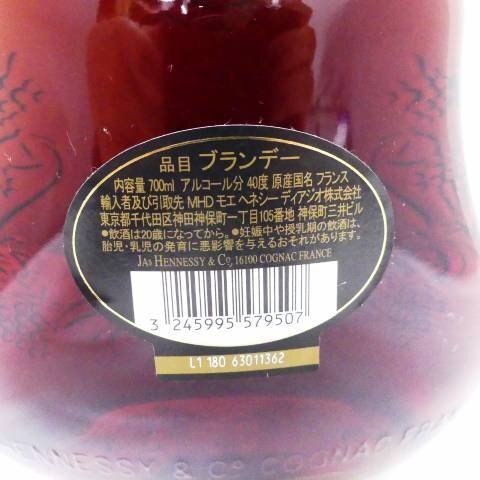 品目 ブランデー
内容量 700ml アルコール分 40度 原産国名 フランス
輸入者及び引取先 MHD モエ ヘネシー ディアジオ株式会社
東京都千代田区神田神保町一丁目105番地 神保町三井ビル
●飲酒は20歳になってから。●妊娠中や授乳期の飲酒は、
胎児・乳児の発育に悪影響を与えるおそれがあります。
JAS HENNESSY & CO, 16100 COGNAC FRANCE
3 245995 579507
L1 180 63011362
HENNESSY & CO COGNAC FRANCE